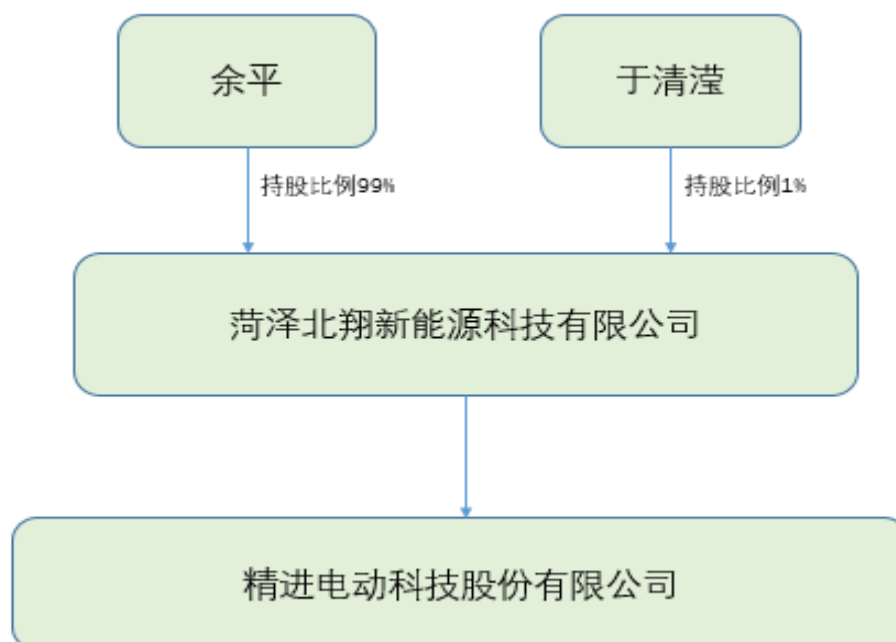 余平
于清滢
持股比例99%
持股比例1%
菏泽北翔新能源科技有限公司
精进电动科技股份有限公司